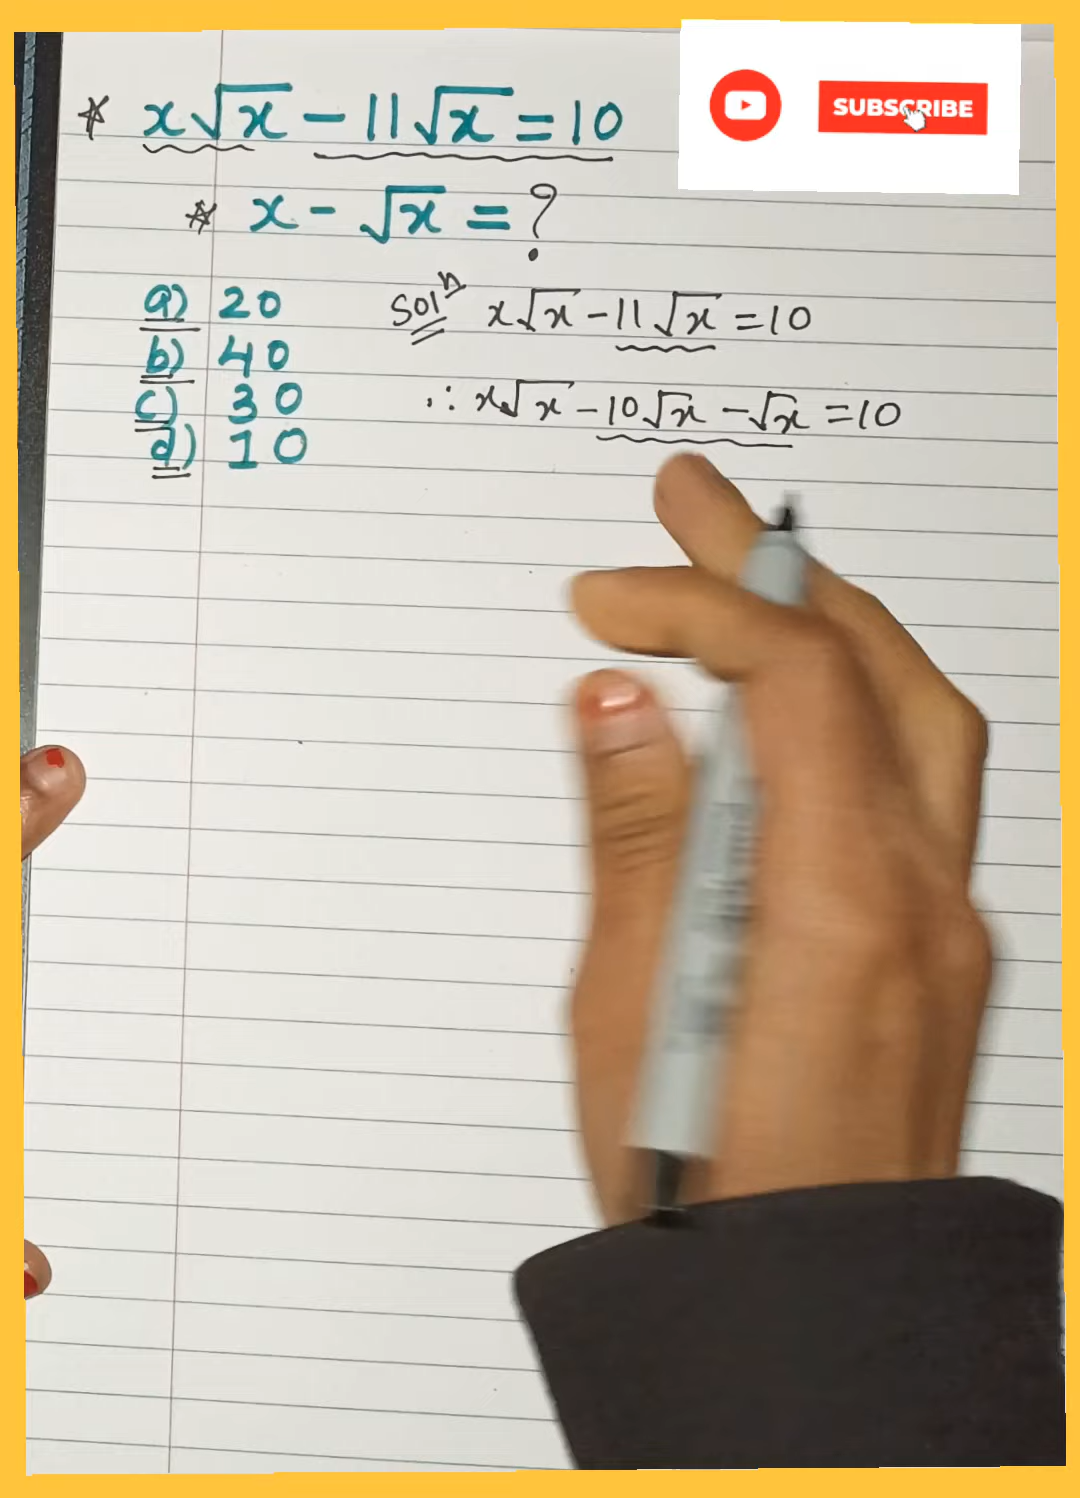 * x√x - 11√x = 10
SUBSCRIBE
* x - √x = ?
a) 20
b) 40
c) 30
d) 10
Solⁿ x√x - 11√x = 10
∴ x√x - 10√x - √x = 10